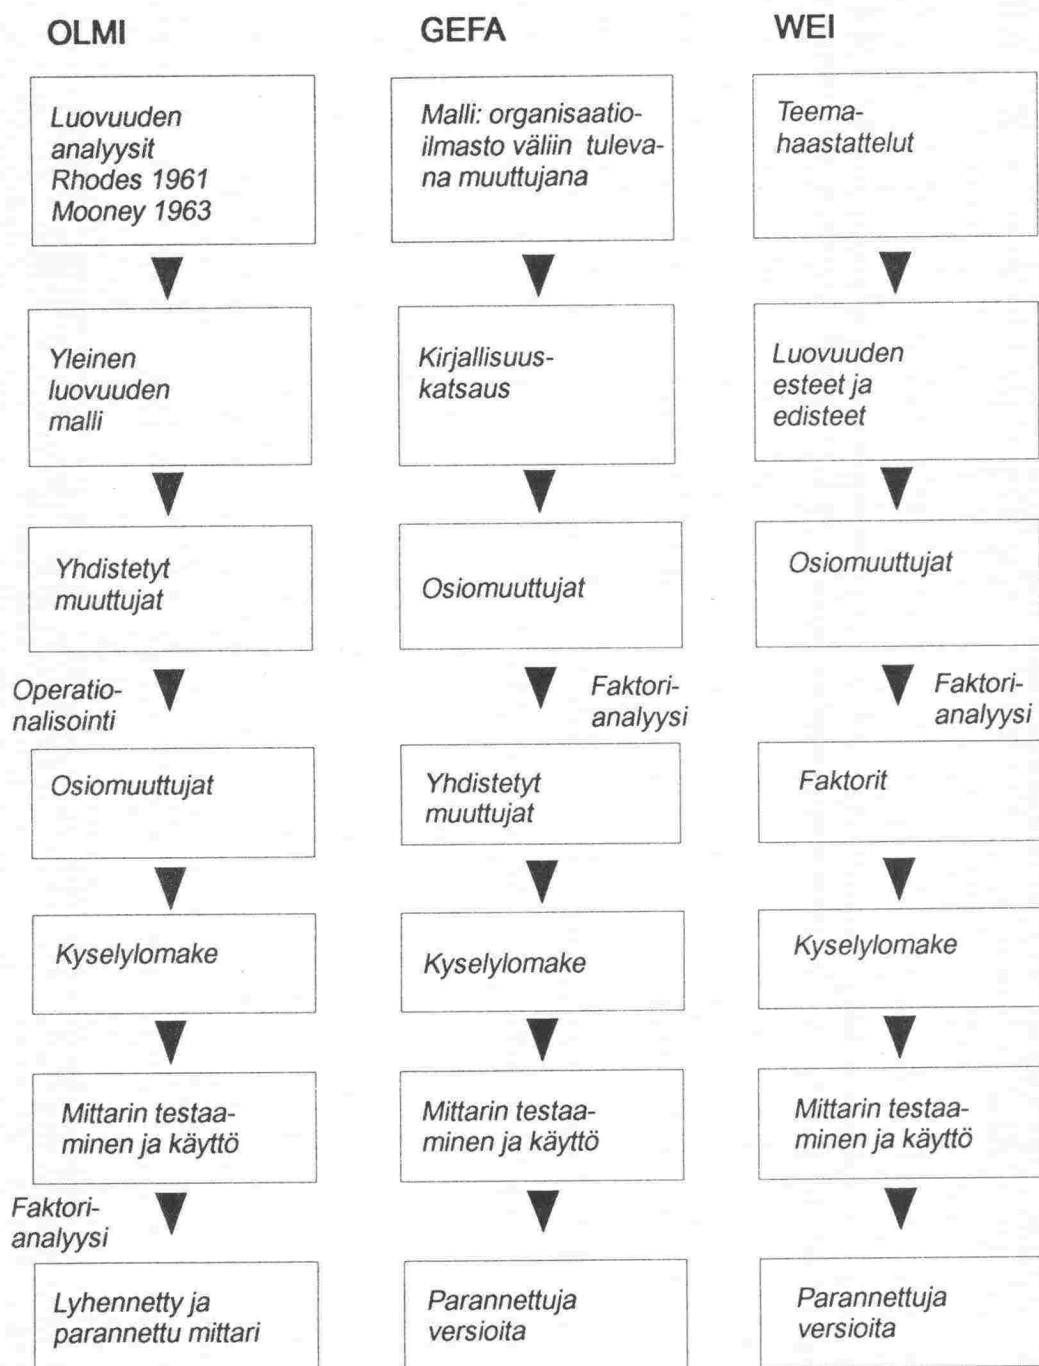 OLMI
Luovuuden
analyysit
Rhodes 1961
Mooney 1963
Yleinen
luovuuden
malli
Yhdistetyt
muuttujat
Operatio-
nalisointi
Osiomuuttujat
Kyselylomake
Mittarin testaa-
minen ja käyttö
Faktori-
analyysi
Lyhennetty ja
parannettu mittari
GEFA
Malli: organisaatio-
ilmasto väliin tuleva-
na muuttujana
Kirjallisuus-
katsaus
Osiomuuttujat
Faktori-
analyysi
Yhdistetyt
muuttujat
Kyselylomake
Mittarin testaa-
minen ja käyttö
Parannettuja
versioita
WEI
Teema-
haastattelut
Luovuuden
esteet ja
edisteet
Osiomuuttujat
Faktori-
analyysi
Faktorit
Kyselylomake
Mittarin testaa-
minen ja käyttö
Parannettuja
versioita